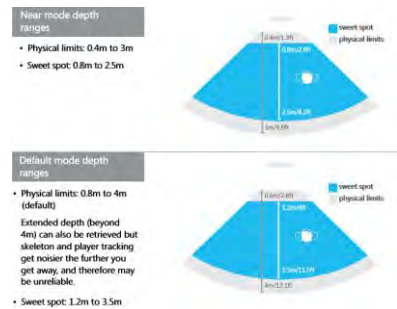 Near mode depth
ranges
• Physical limits: 0.4m to 3m
• Sweet spot: 0.8m to 2.5m
0.4m/1.3ft
0.8m/2.6ft
2.5m/8.2ft
3m/9.8ft
sweet spot
physical limits
Default mode depth
ranges
• Physical limits: 0.8m to 4m
(default)
Extended depth (beyond
4m) can also be retrieved but
skeleton and player tracking
get noisier the further you
get away, and therefore may
be unreliable.
• Sweet spot: 1.2m to 3.5m
0.8m/2.6ft
1.2m/4ft
3.5m/11.5ft
4m/13.1ft
sweet spot
physical limits